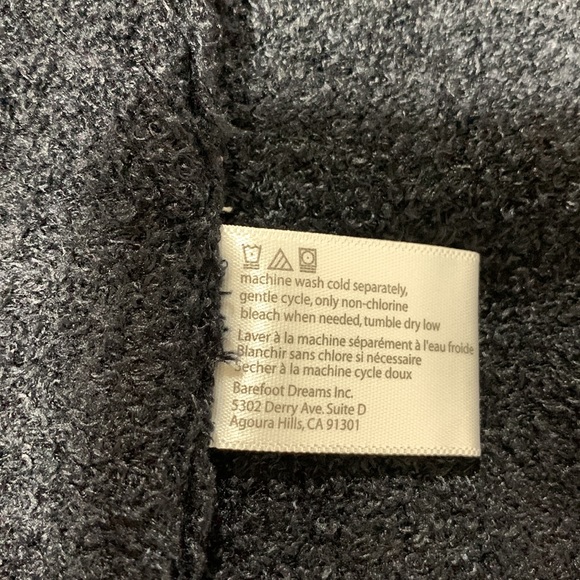 machine wash cold separately,
gentle cycle, only non-chlorine
bleach when needed, tumble dry low
Laver à la machine séparément à l'eau froide
Blanchir sans chlore si nécessaire
Secher à la machine cycle doux
Barefoot Dreams Inc.
5302 Derry Ave. Suite D
Agoura Hills, CA 91301